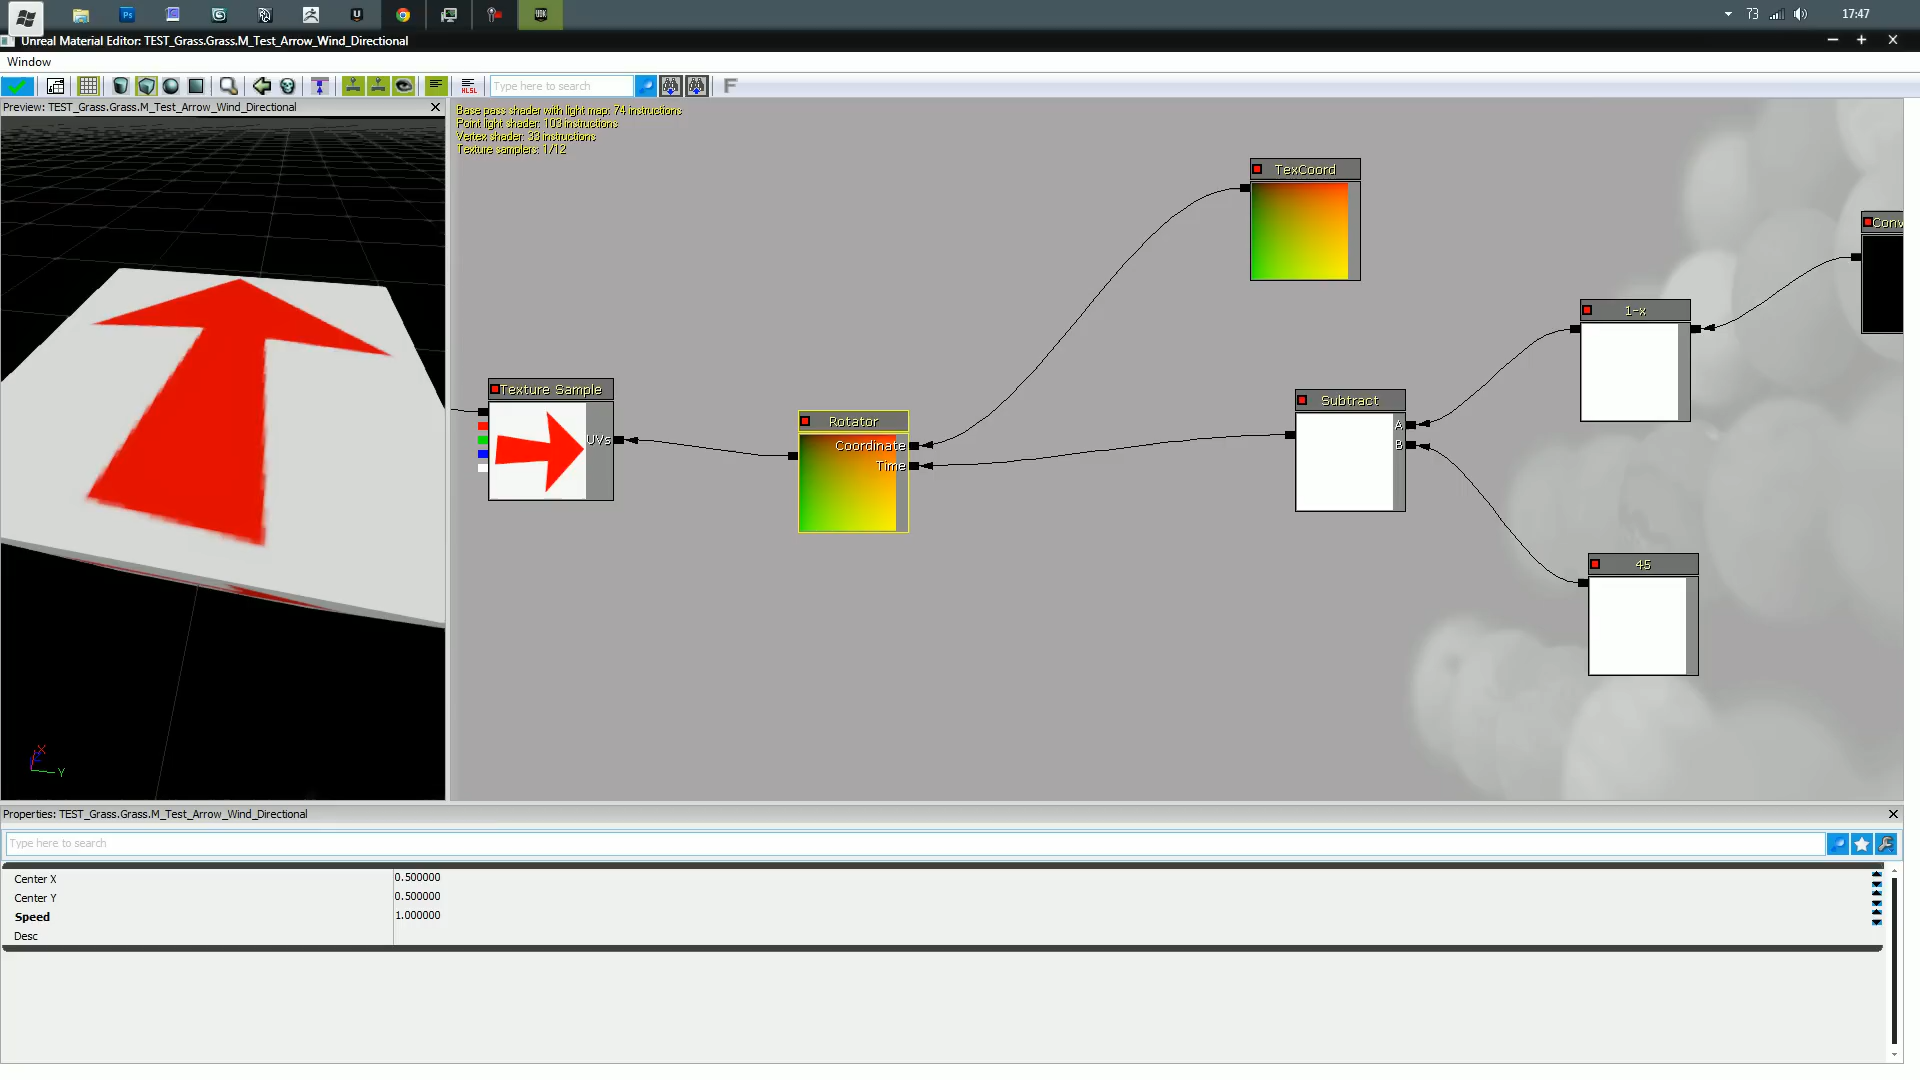 73
17:47
Unreal Material Editor: TEST_Grass.Grass.M_Test_Arrow_Wind_Directional
Window
HLSL
Type here to search
F
Preview: TEST_Grass.Grass.M_Test_Arrow_Wind_Directional
Base pass shader with light map: 74 instructions
Point light shader: 103 instructions
Vertex shader: 33 instructions
Texture samplers: 1/12
TexCoord
Conv
1-x
Texture Sample
UVs
Subtract
A
B
Rotator
Coordinate
Time
45
X
Y
Properties: TEST_Grass.Grass.M_Test_Arrow_Wind_Directional
Type here to search
Center X 0.500000
Center Y 0.500000
Speed 1.000000
Desc